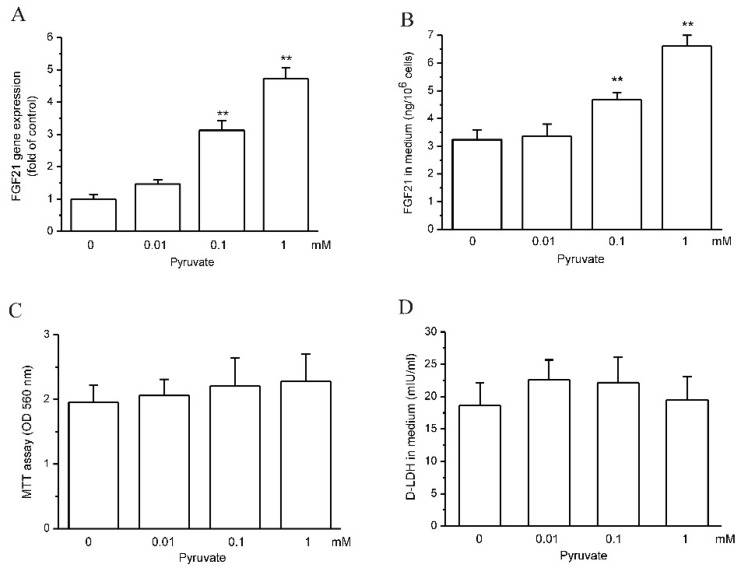 A
FGF21 gene expression
(fold of control)
6
5
4
3
2
1
0
**
**
0 0.01 0.1 1 mM
Pyruvate
B
FGF21 in medium (ng/10⁶ cells)
7
6
5
4
3
2
1
0
**
**
0 0.01 0.1 1 mM
Pyruvate
C
MTT assay (OD 560 nm)
3
2
1
0
0 0.01 0.1 1 mM
Pyruvate
D
D-LDH in medium (mIU/ml)
30
25
20
15
10
5
0
0 0.01 0.1 1 mM
Pyruvate